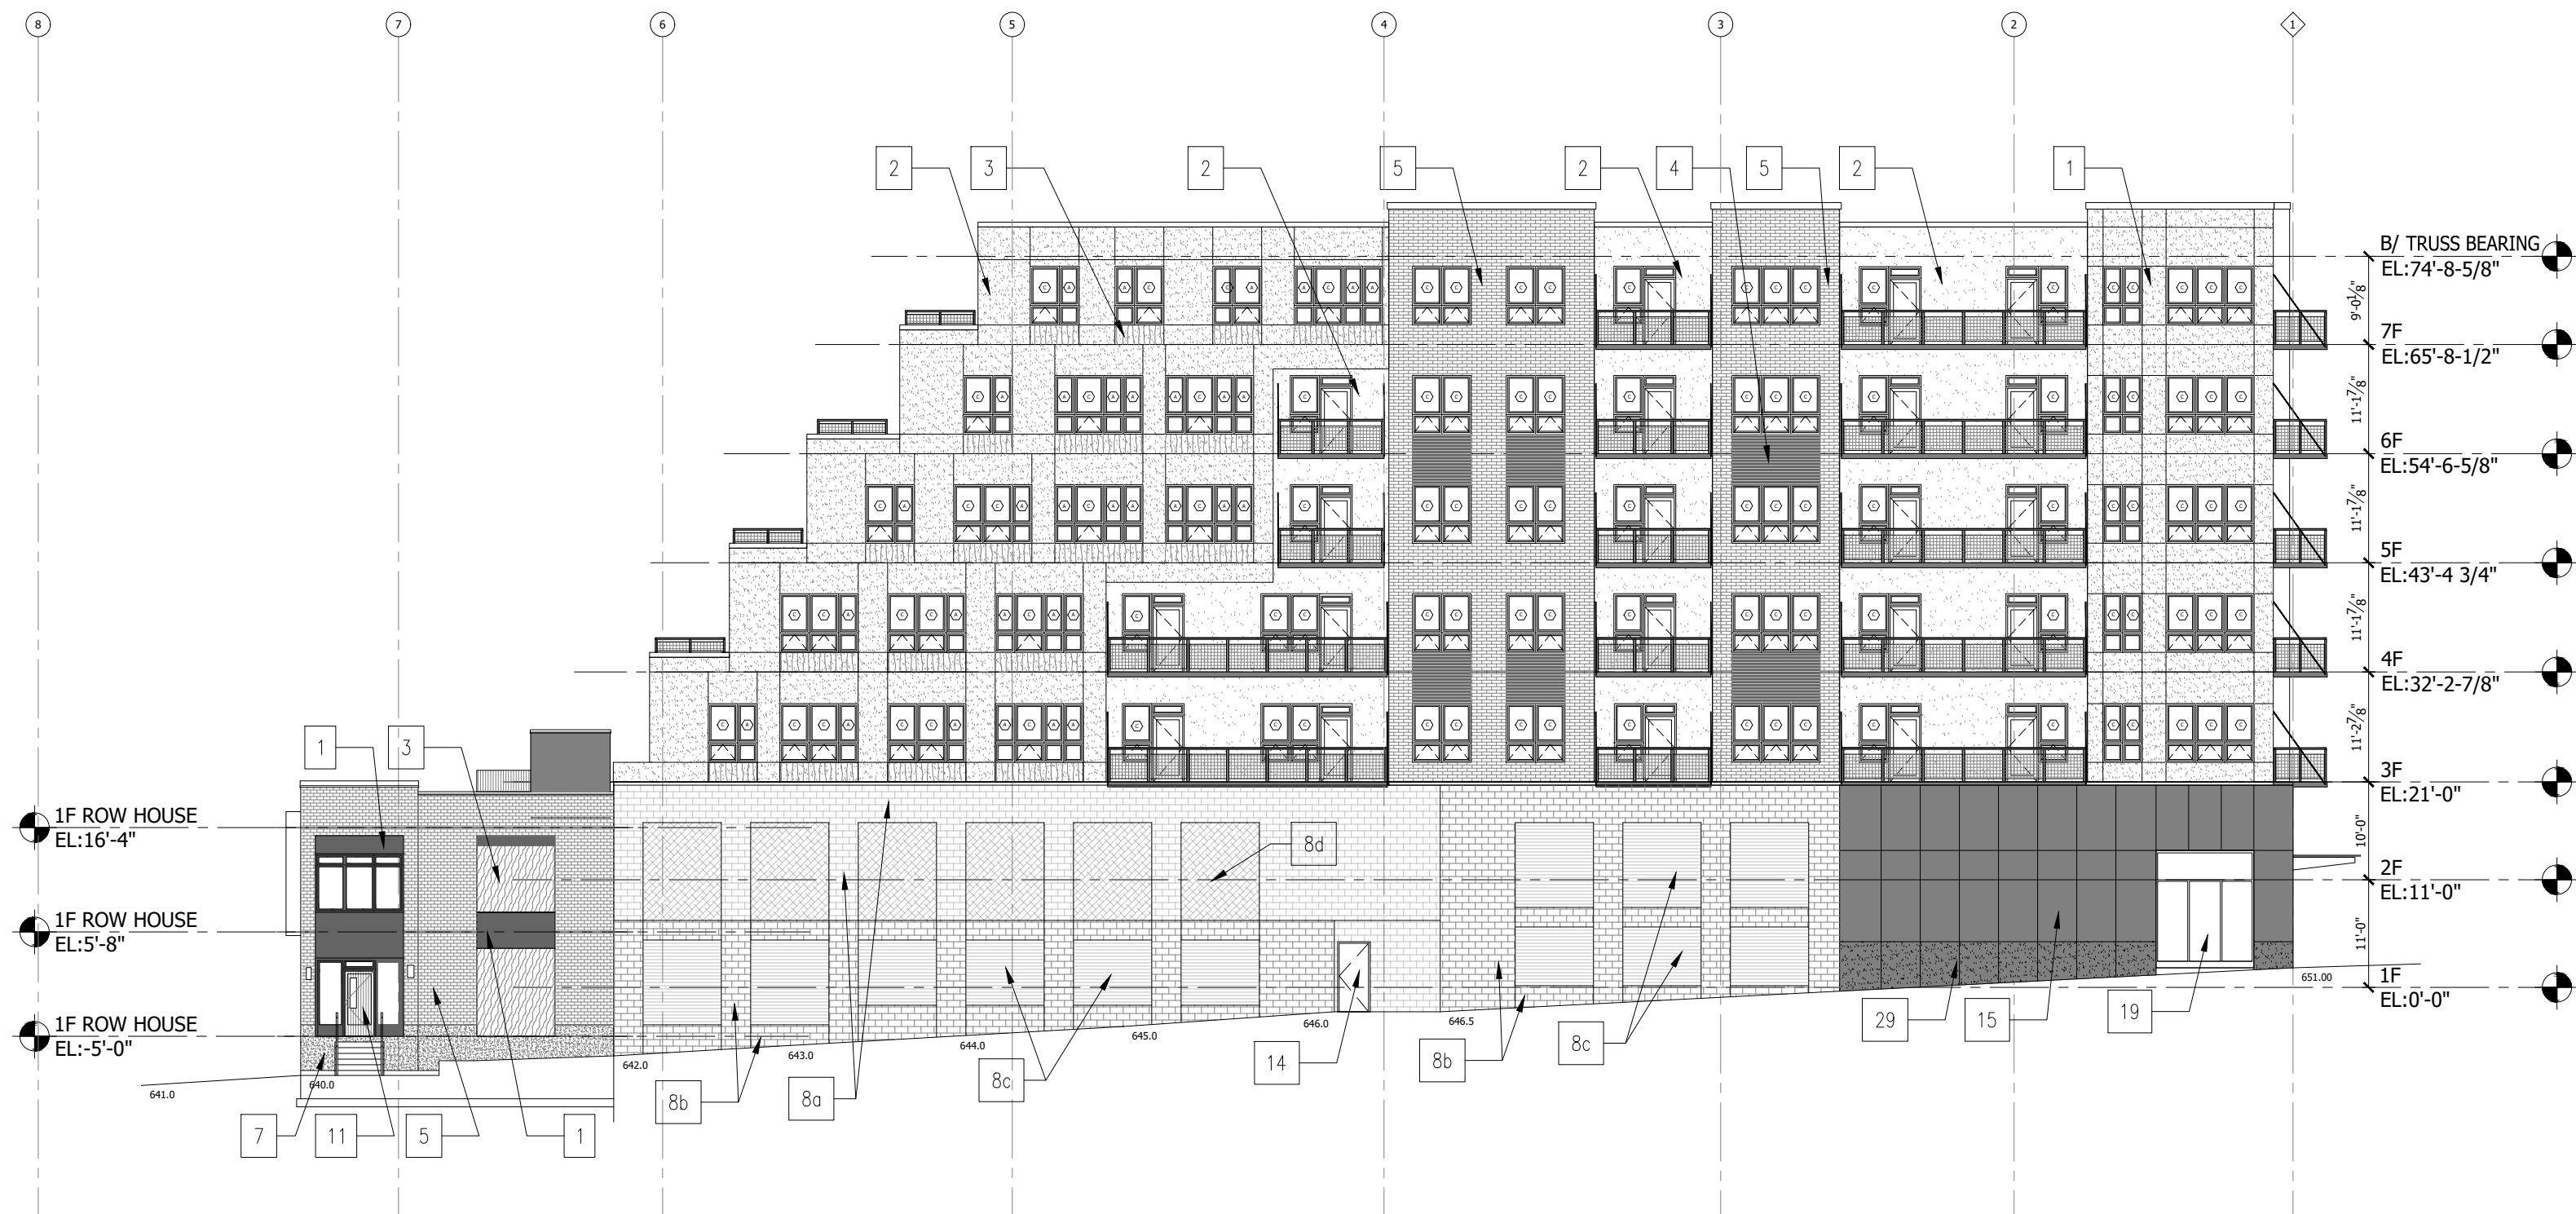 8 7 6 5 4 3 2 1
2 3 2 5 2 4 5 2 1
B/ TRUSS BEARING
EL:74'-8-5/8"
9'-0 1/8"
7F
EL:65'-8-1/2"
11'-1 7/8"
6F
EL:54'-6-5/8"
11'-1 7/8"
5F
EL:43'-4 3/4"
11'-1 7/8"
4F
EL:32'-2-7/8"
11'-2 7/8"
3F
EL:21'-0"
10'-0"
2F
EL:11'-0"
11'-0"
1F
EL:0'-0"
1 3
1F ROW HOUSE
EL:16'-4"
1F ROW HOUSE
EL:5'-8"
1F ROW HOUSE
EL:-5'-0"
8d
641.0 640.0 642.0 643.0 644.0 645.0 646.0 646.5 651.00
7 11 5 1 8b 8a 8c 14 8b 8c 29 15 19